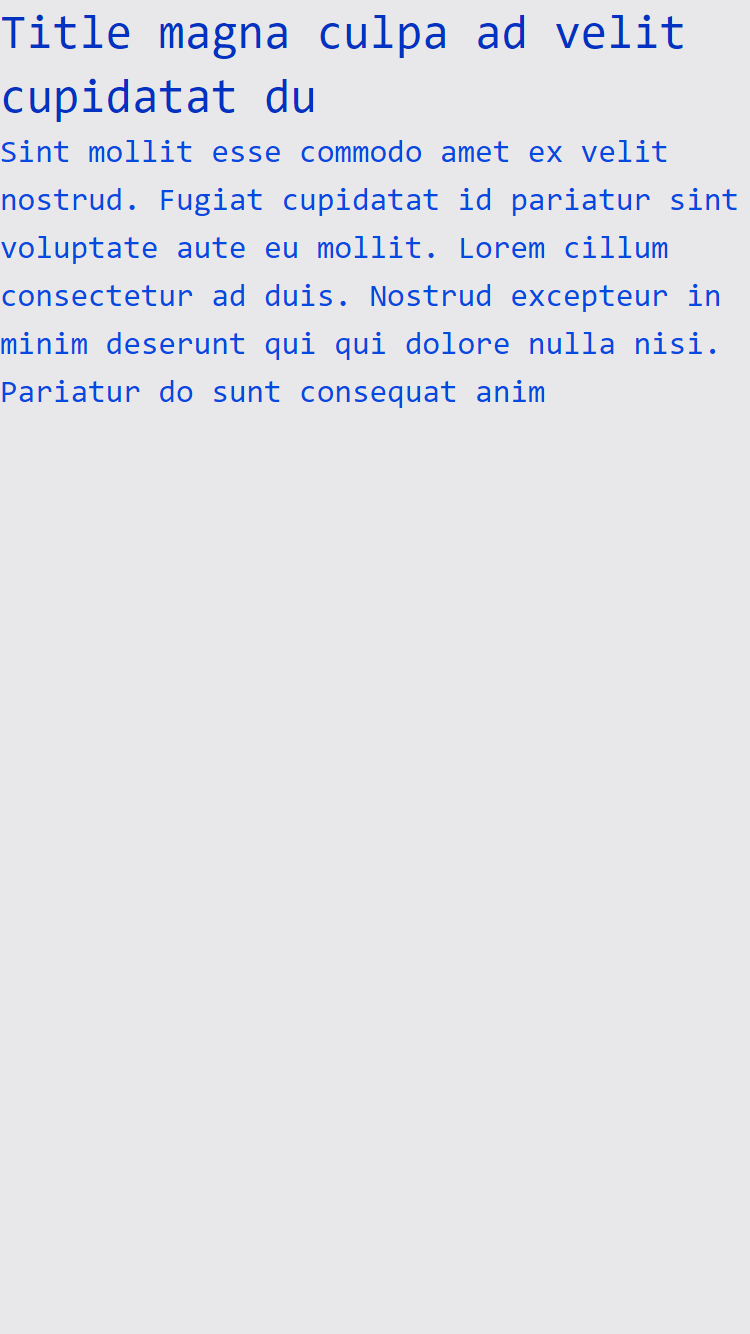 Title magna culpa ad velit
cupidatat du
Sint mollit esse commodo amet ex velit
nostrud. Fugiat cupidatat id pariatur sint
voluptate aute eu mollit. Lorem cillum
consectetur ad duis. Nostrud excepteur in
minim deserunt qui qui dolore nulla nisi.
Pariatur do sunt consequat anim